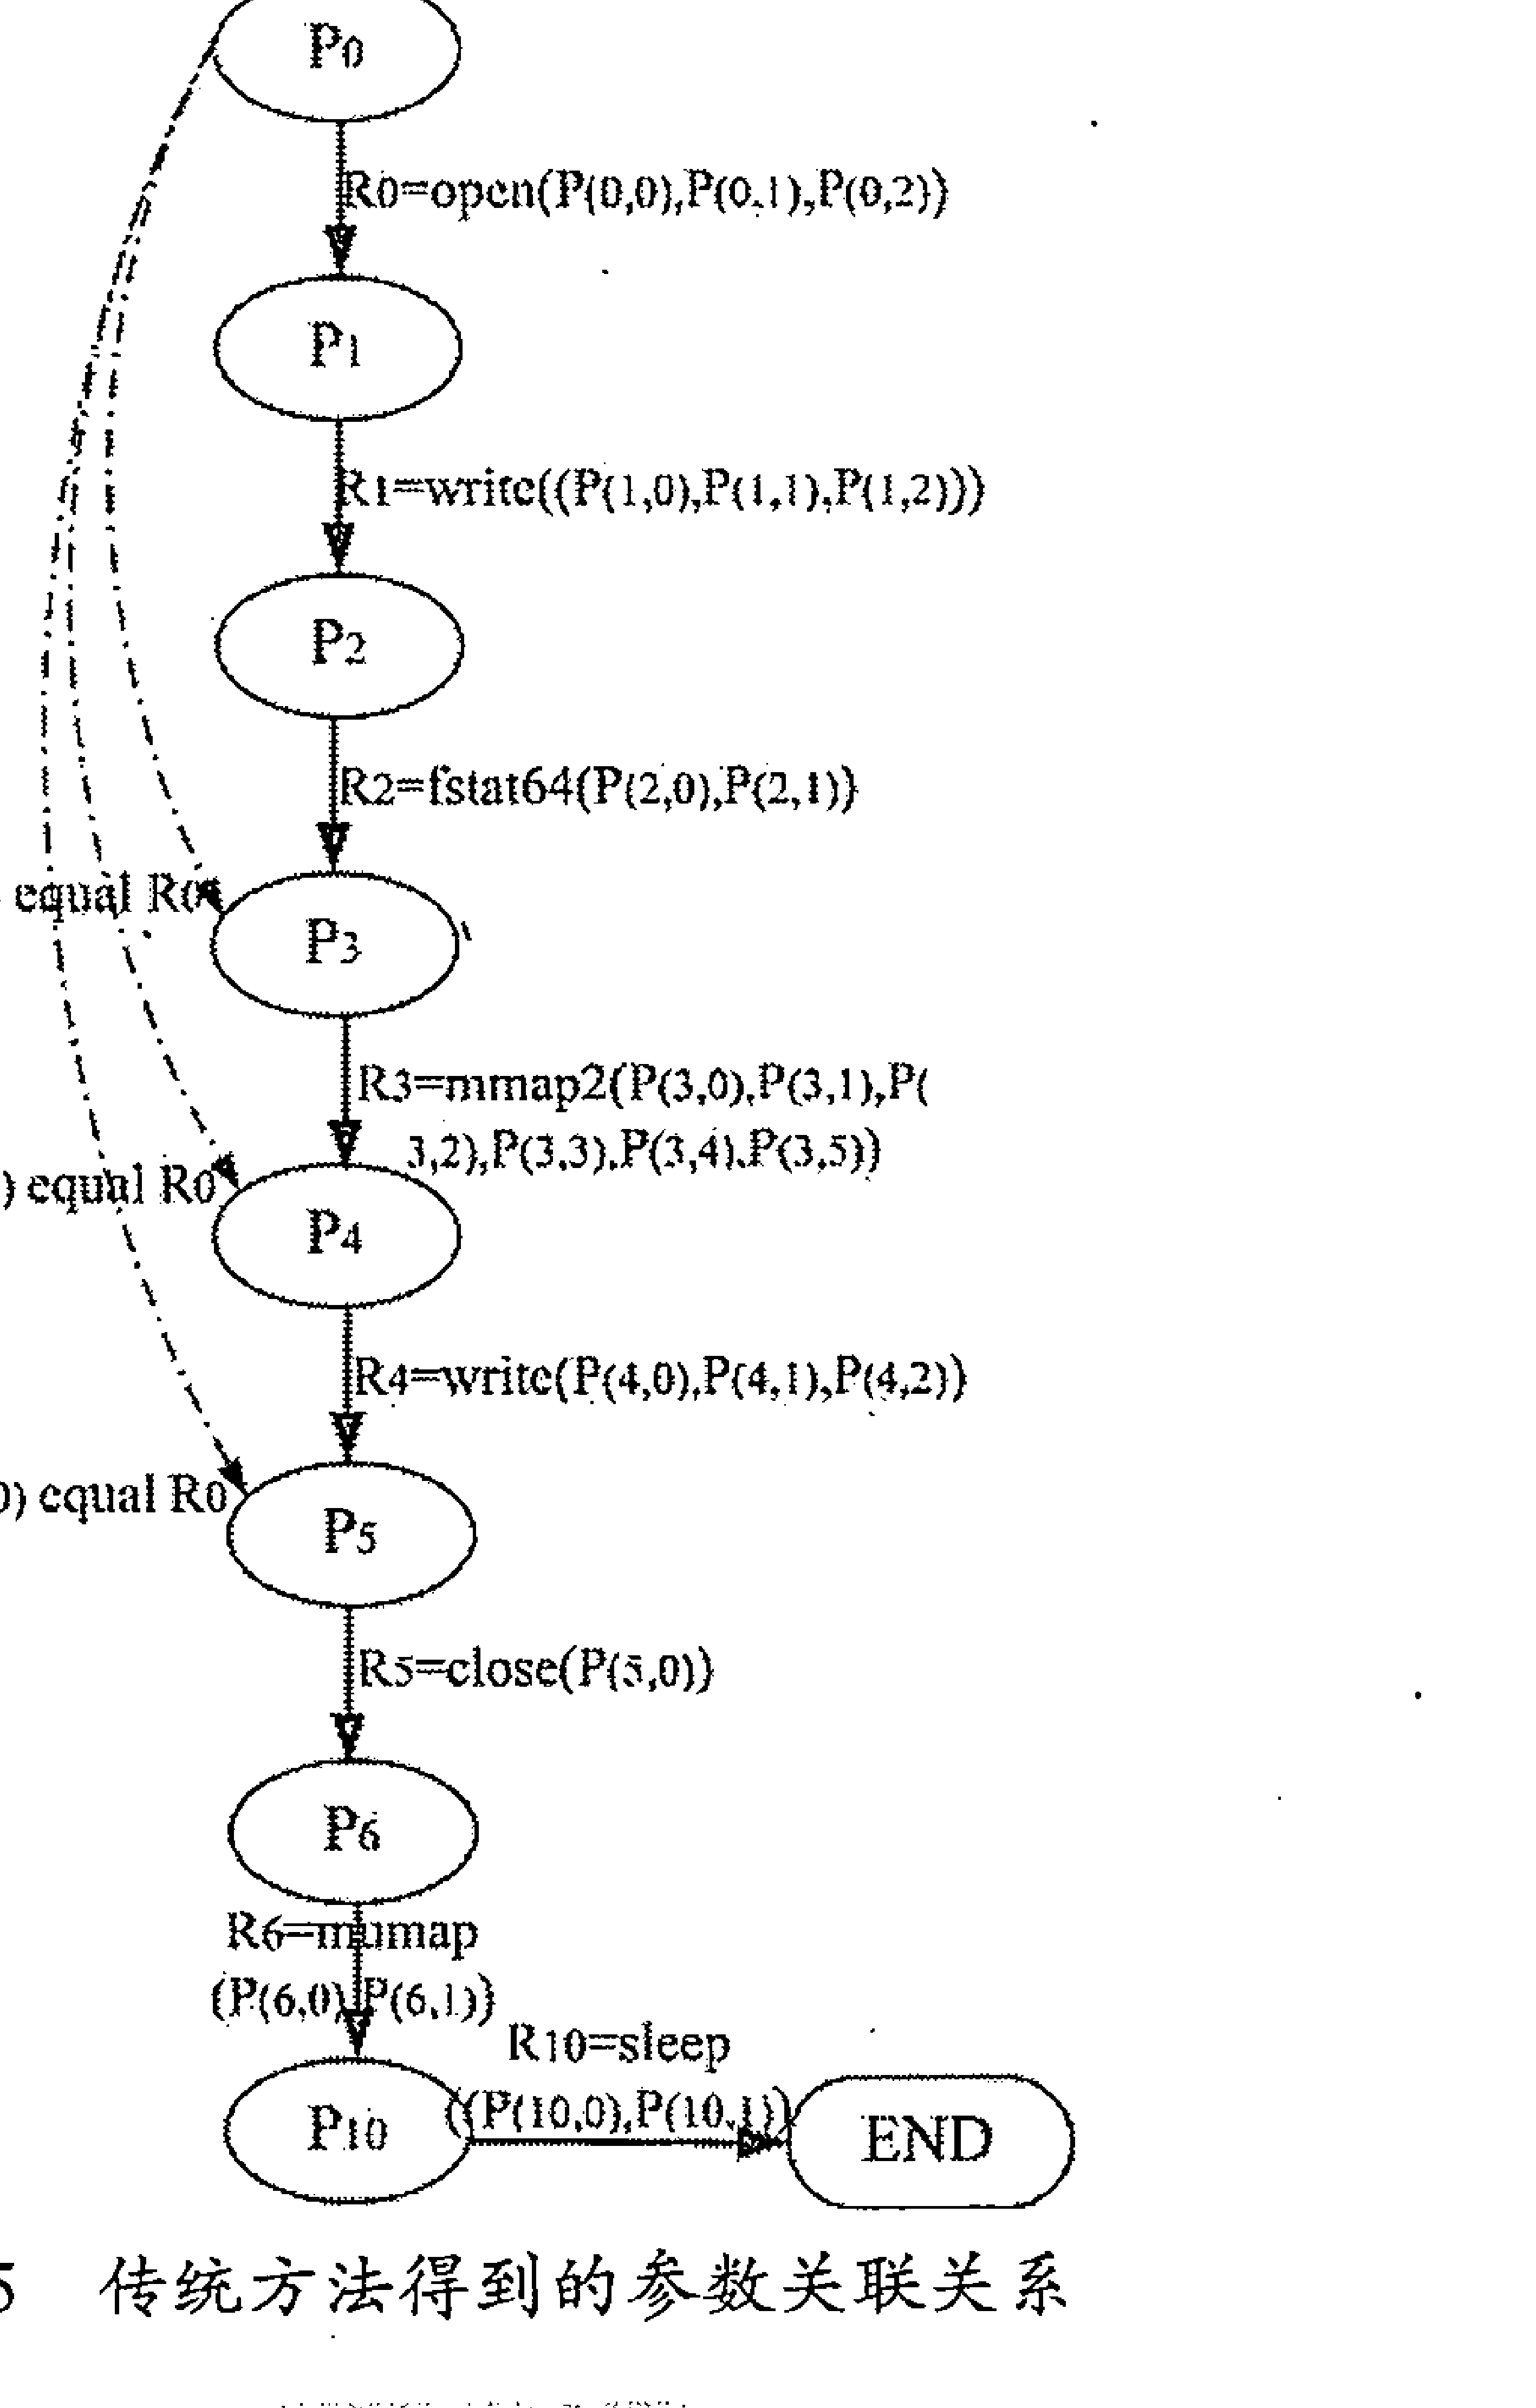 P0
R0=open(P(0,0),P(0,1),P(0,2))
P1
R1=write((P(1,0),P(1,1),P(1,2)))
P2
R2=fstat64(P(2,0),P(2,1))
equal R0
P3
R3=mmap2(P(3,0),P(3,1),P(
3,2),P(3,3),P(3,4),P(3,5))
) equal R0
P4
R4=write(P(4,0),P(4,1),P(4,2))
0) equal R0
P5
R5=close(P(5,0))
P6
R6=mumap
(P(6,0),P(6,1))
R10=sleep
((P(10,0),P(10,1))
P10
END
5 传统方法得到的参数关联关系